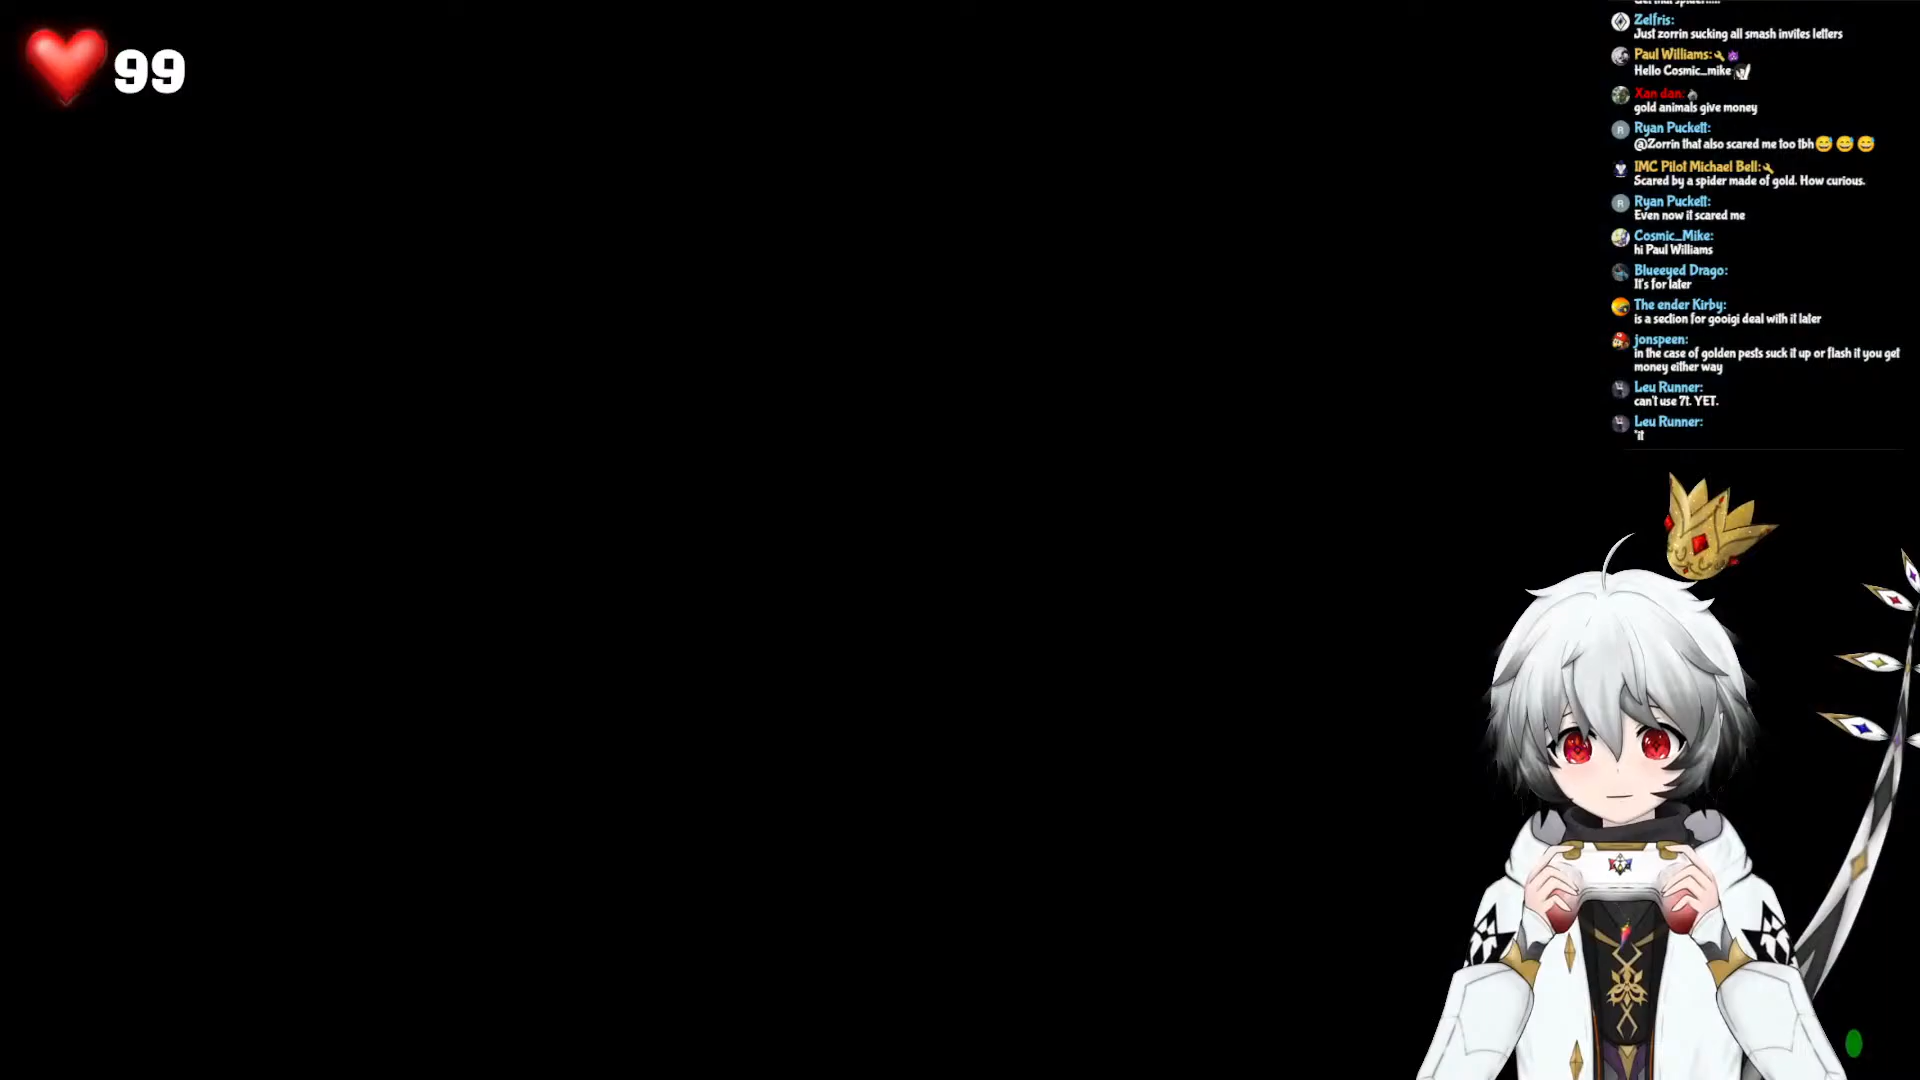 99
Get that spider.....
Zelfris:
Just zorrin sucking all smash invites letters
Paul Williams:
Hello Cosmic_mike
Xan dan:
gold animals give money
Ryan Puckett:
@Zorrin that also scared me too tbh
IMC Pilot Michael Bell:
Scared by a spider made of gold. How curious.
Ryan Puckett:
Even now it scared me
Cosmic_Mike:
hi Paul Williams
Blueeyed Drago:
It's for later
The ender Kirby:
is a section for gooigi deal with it later
jonspeen:
in the case of golden pests suck it up or flash it you get
money either way
Leu Runner:
can't use 7t. YET.
Leu Runner:
*it